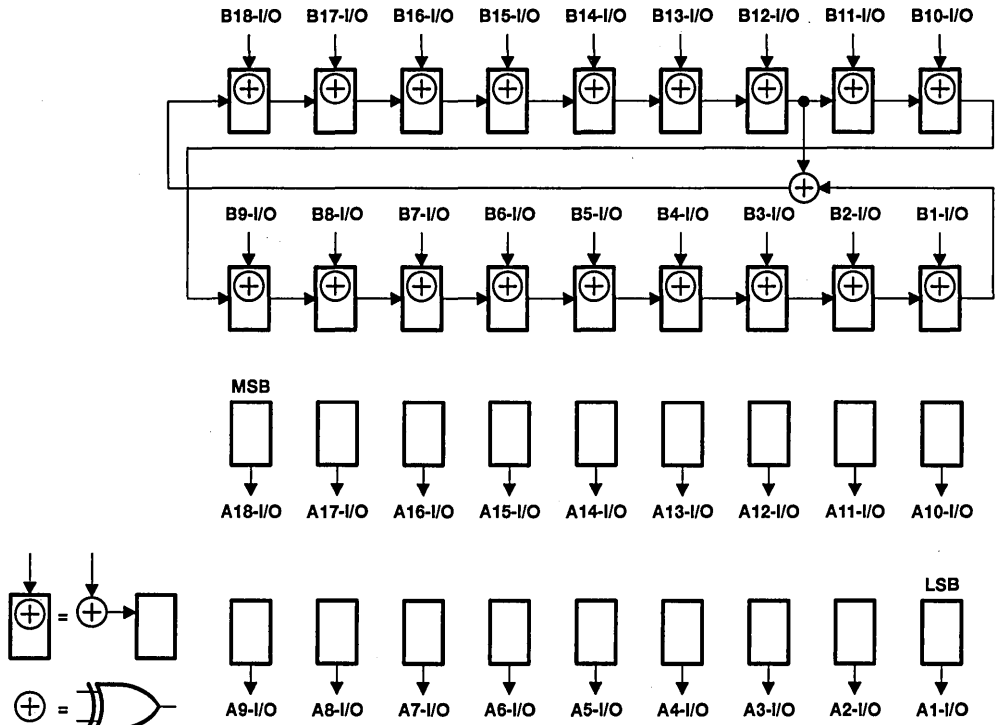 B18-I/O B17-I/O B16-I/O B15-I/O B14-I/O B13-I/O B12-I/O B11-I/O B10-I/O
B9-I/O B8-I/O B7-I/O B6-I/O B5-I/O B4-I/O B3-I/O B2-I/O B1-I/O
MSB
A18-I/O A17-I/O A16-I/O A15-I/O A14-I/O A13-I/O A12-I/O A11-I/O A10-I/O
LSB
=
=
A9-I/O A8-I/O A7-I/O A6-I/O A5-I/O A4-I/O A3-I/O A2-I/O A1-I/O